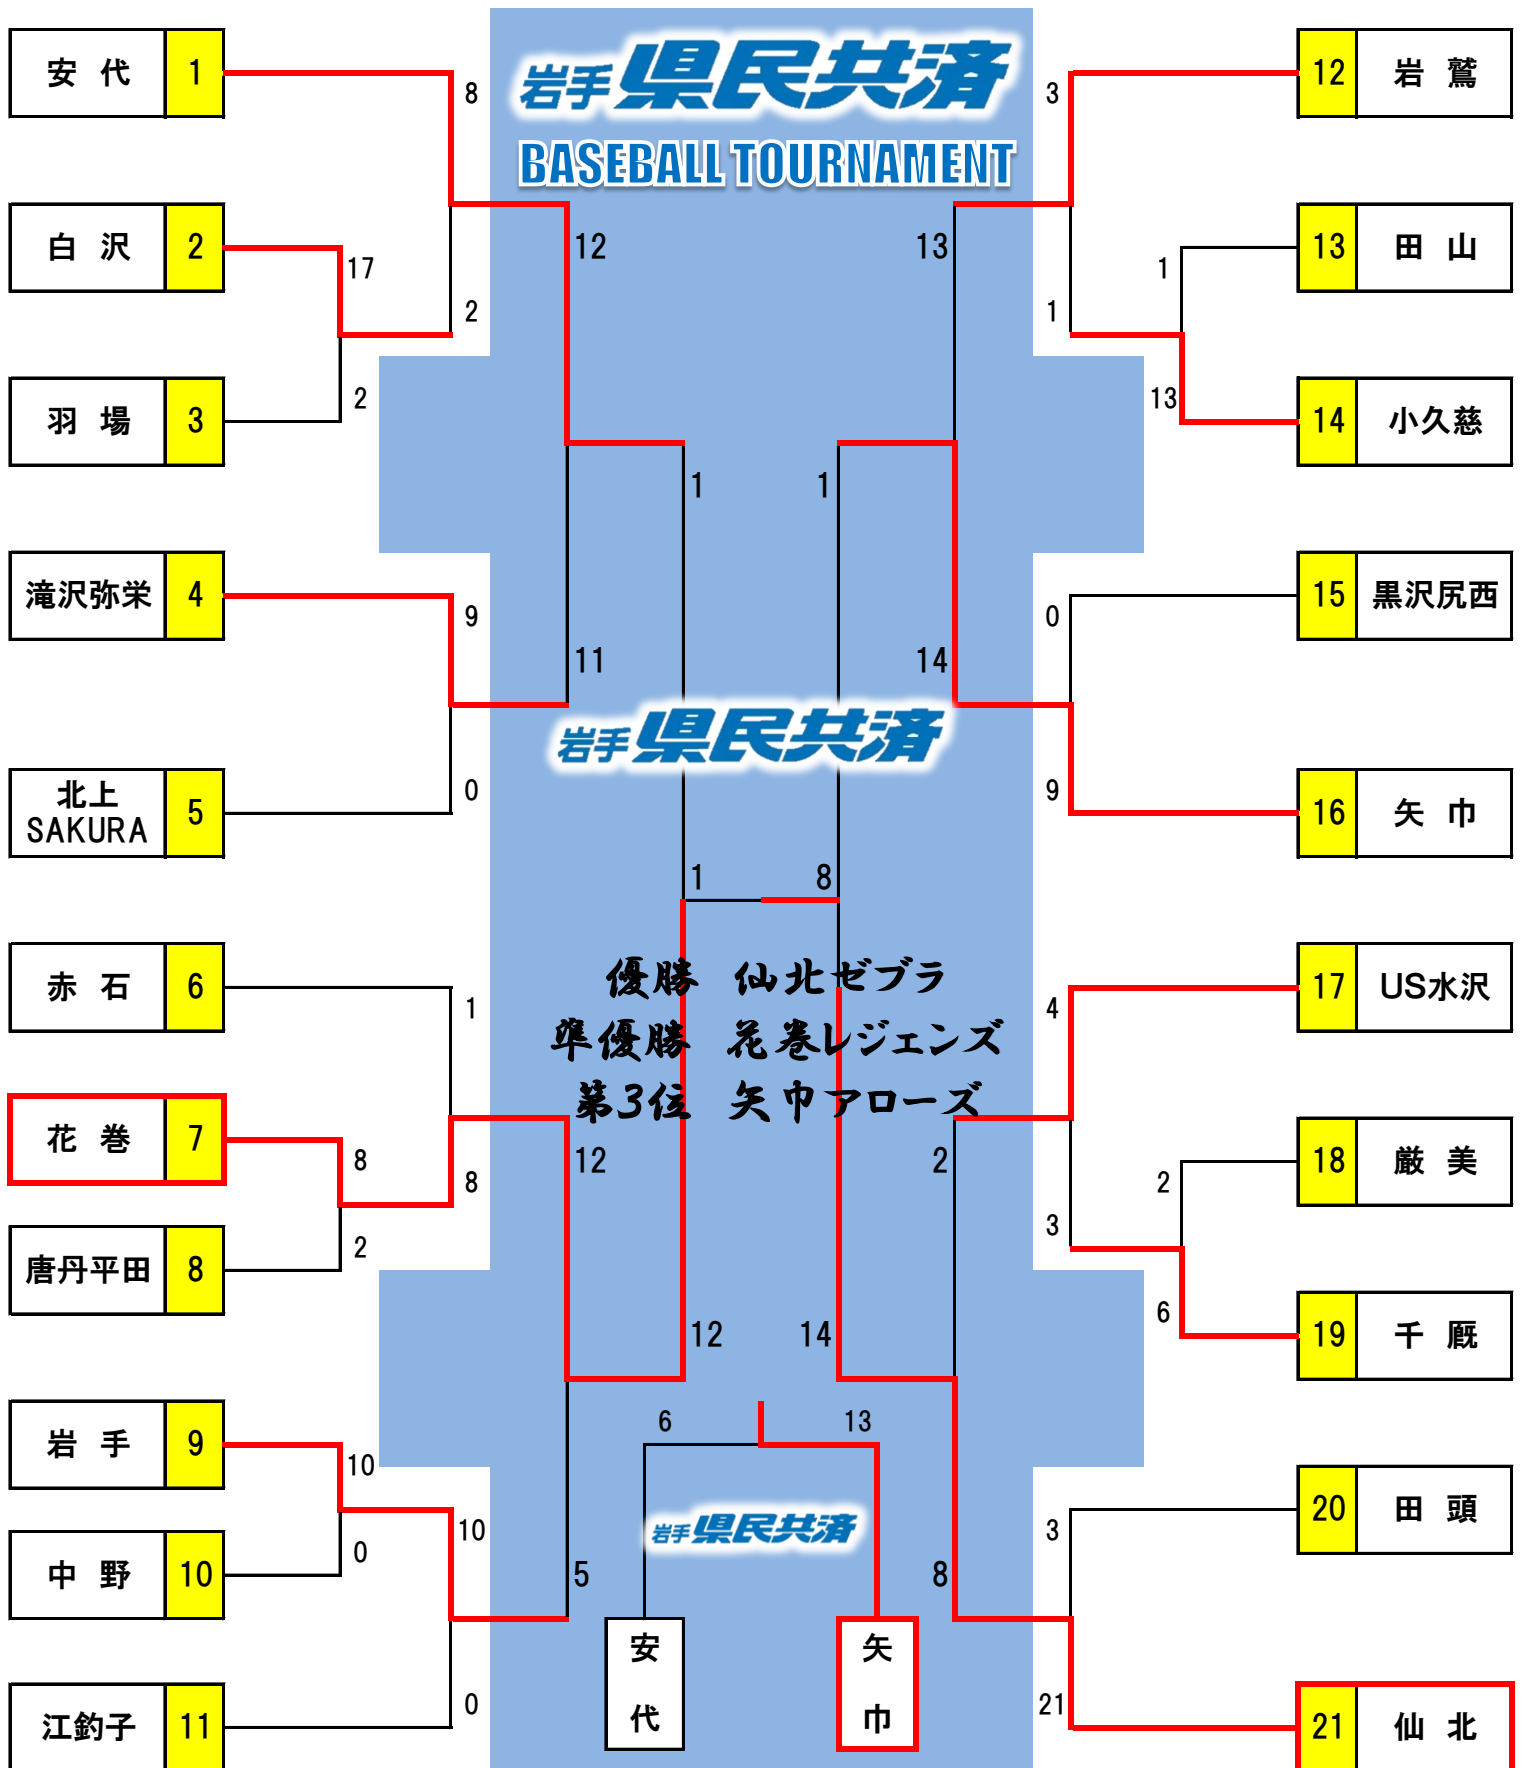 岩手 県民共済
BASEBALL TOURNAMENT
安 代 1
8
3
12 岩 鷲
白 沢 2
17
12
13
1
13 田 山
2
1
羽 場 3
2
13
14 小久慈
1
1
滝沢弥栄 4
9
0
15 黒沢尻西
11
14
岩手 県民共済
北上
SAKURA 5
0
9
16 矢 巾
1
8
赤 石 6
1
4
17 US水沢
優勝 仙北ゼブラ
準優勝 花巻レジェンズ
第3位 矢巾アローズ
花 巻 7
8
8
12
2
2
18 厳 美
唐丹平田 8
2
3
12
14
6
19 千 厩
岩 手 9
10
6
13
10
岩手 県民共済
3
20 田 頭
中 野 10
0
5
8
安代
矢巾
江釣子 11
0
21
21 仙 北